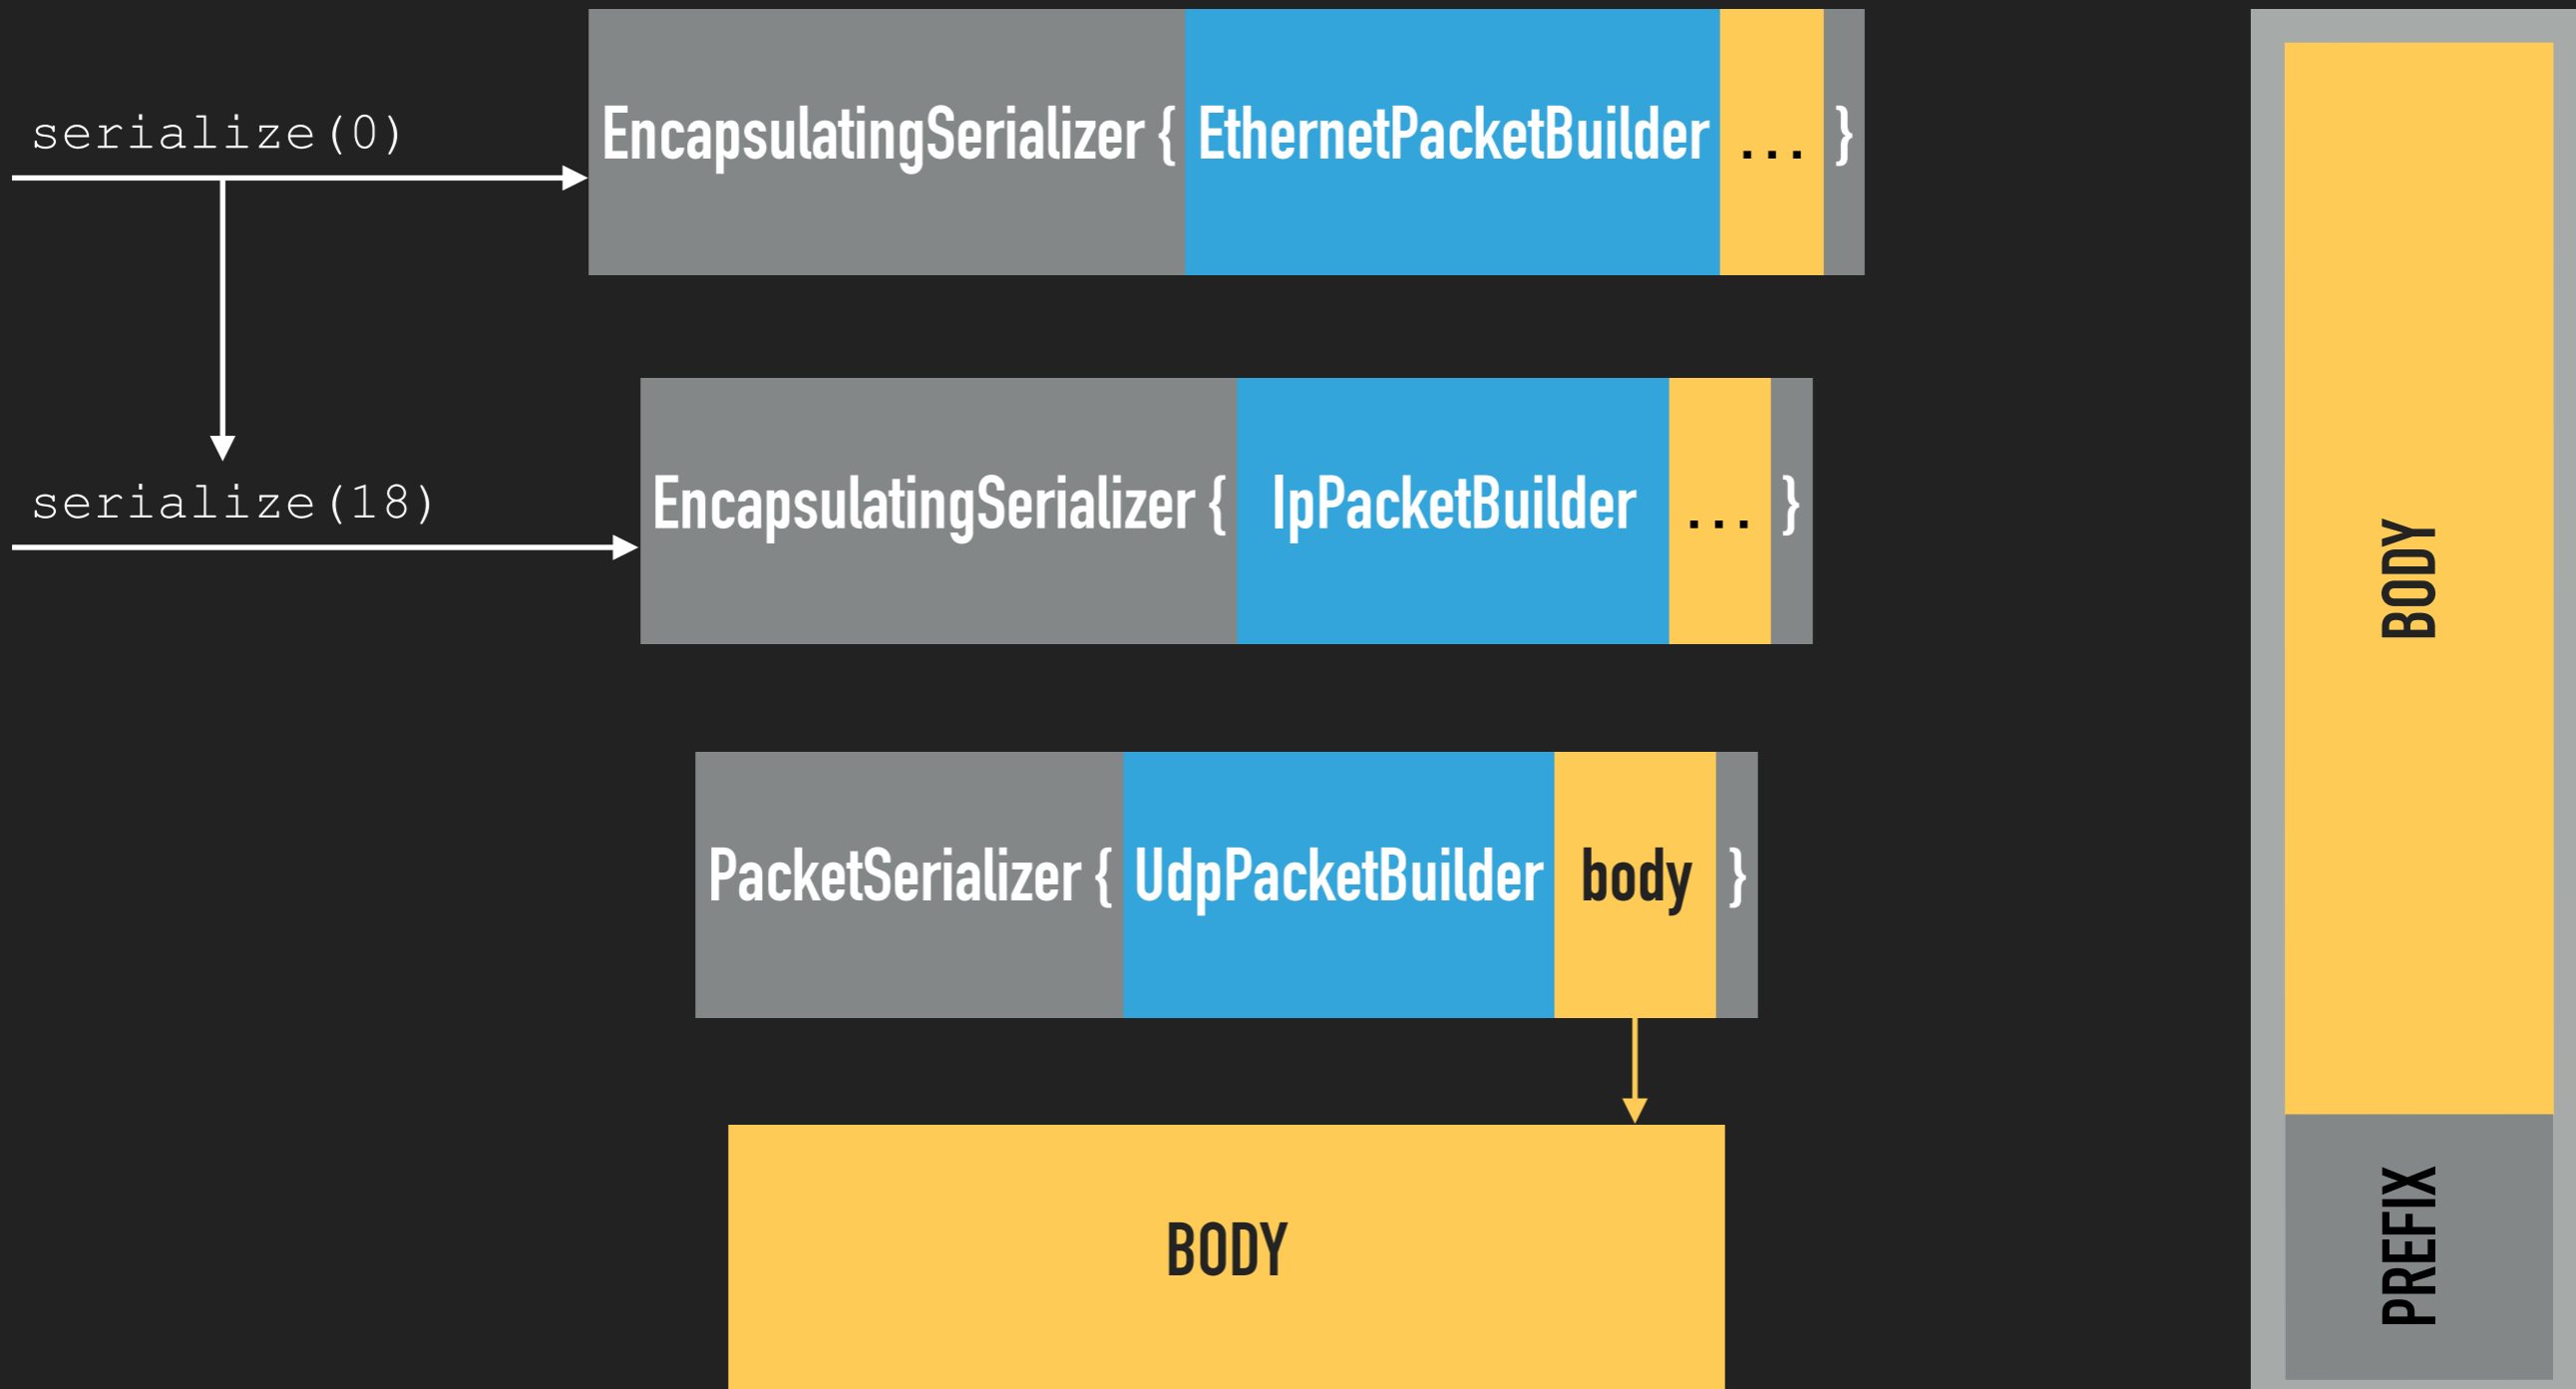 serialize(0)
EncapsulatingSerializer { EthernetPacketBuilder ... }
serialize(18)
EncapsulatingSerializer { IpPacketBuilder ... }
PacketSerializer { UdpPacketBuilder body }
BODY
BODY
PREFIX